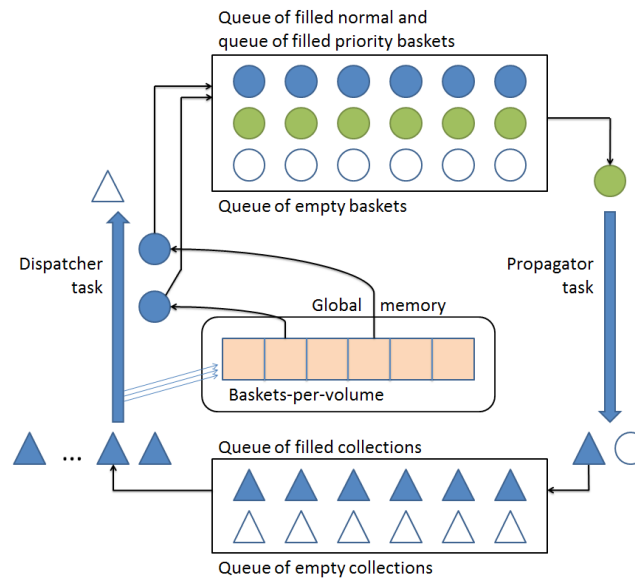 Queue of filled normal and
queue of filled priority baskets
Queue of empty baskets
Dispatcher
task
Propagator
task
Global memory
Baskets-per-volume
...
Queue of filled collections
Queue of empty collections